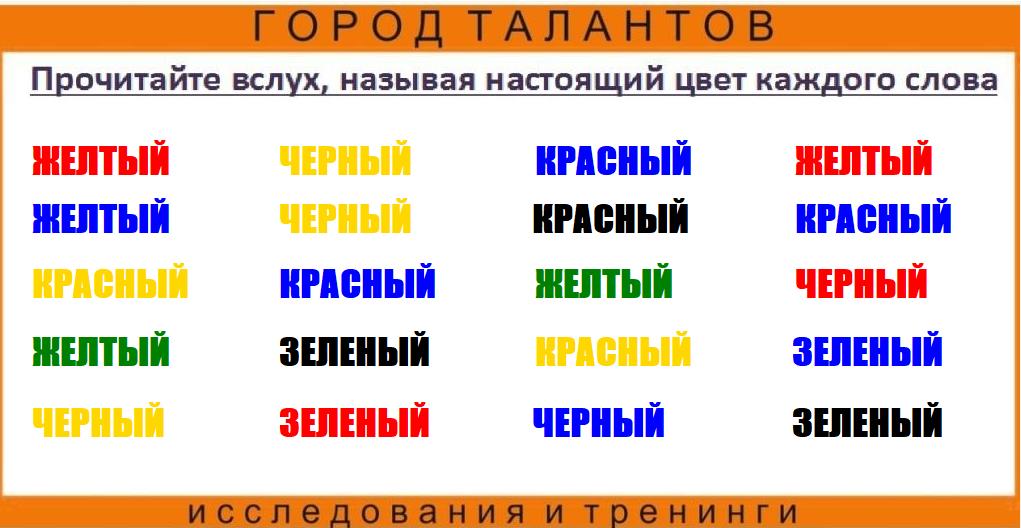 ГОРОД ТАЛАНТОВ
Прочитайте вслух, называя настоящий цвет каждого слова
ЖЕЛТЫЙ ЧЕРНЫЙ КРАСНЫЙ ЖЕЛТЫЙ
ЖЕЛТЫЙ ЧЕРНЫЙ КРАСНЫЙ КРАСНЫЙ
КРАСНЫЙ КРАСНЫЙ ЖЕЛТЫЙ ЧЕРНЫЙ
ЖЕЛТЫЙ ЗЕЛЕНЫЙ КРАСНЫЙ ЗЕЛЕНЫЙ
ЧЕРНЫЙ ЗЕЛЕНЫЙ ЧЕРНЫЙ ЗЕЛЕНЫЙ
исследования и тренинги